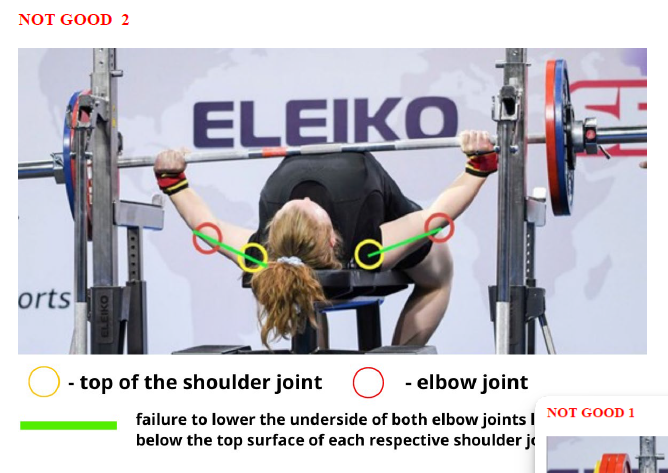 NOT GOOD 2
ELEIKO
orts
ELEIKO
- top of the shoulder joint
- elbow joint
failure to lower the underside of both elbow joints
below the top surface of each respective shoulder
NOT GOOD 1